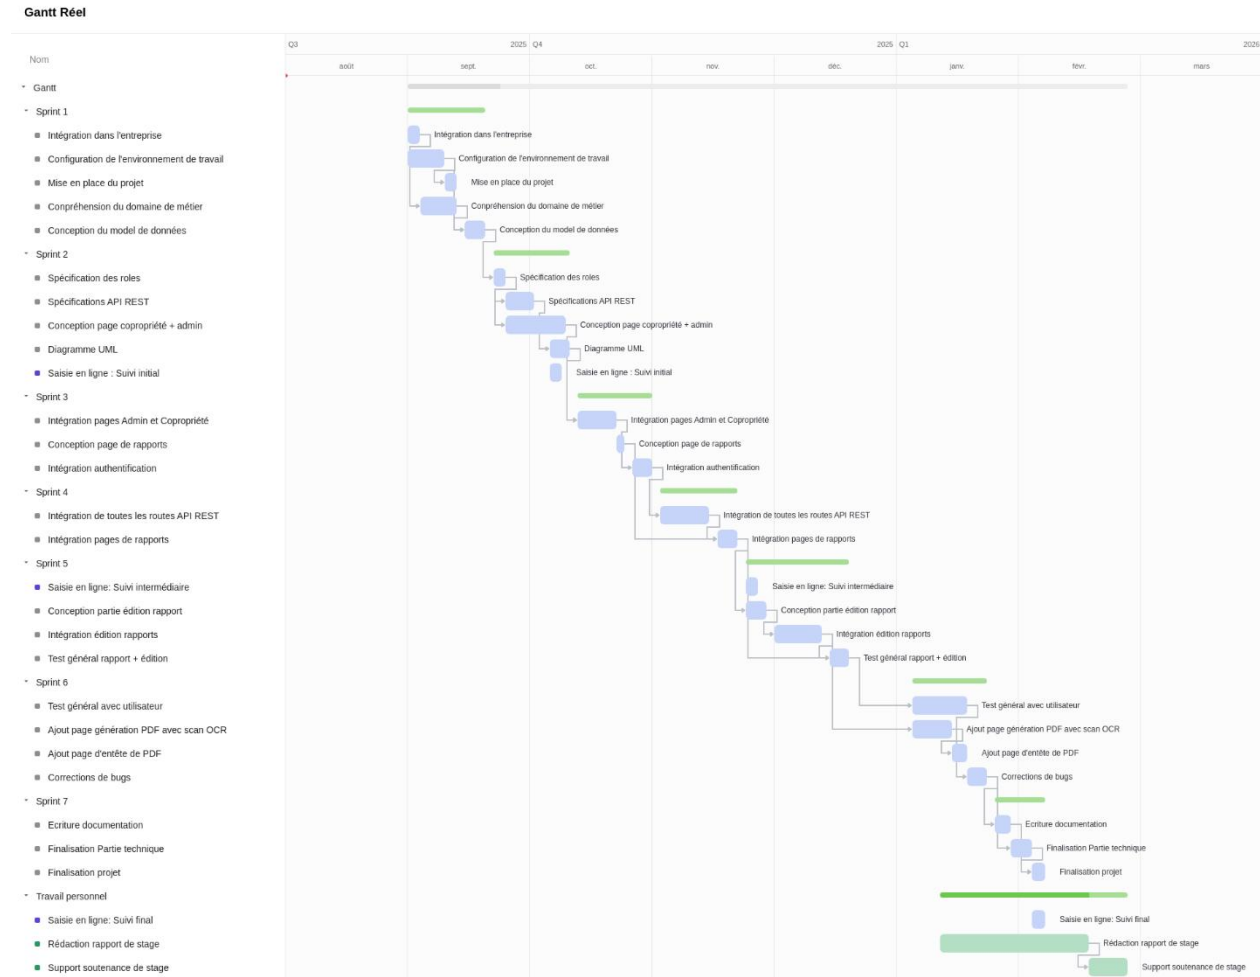 Gantt Réel
Q3 2025 Q4 2025 Q1 2026
Nom
août sept. oct. nov. déc. janv. févr. mars
Gantt
Sprint 1
Intégration dans l'entreprise Intégration dans l'entreprise
Configuration de l'environnement de travail Configuration de l'environnement de travail
Mise en place du projet Mise en place du projet
Conpréhension du domaine de métier Conpréhension du domaine de métier
Conception du model de données Conception du model de données
Sprint 2
Spécification des roles Spécification des roles
Spécifications API REST Spécifications API REST
Conception page copropriété + admin Conception page copropriété + admin
Diagramme UML Diagramme UML
Saisie en ligne : Suivi initial Saisie en ligne : Suivi initial
Sprint 3
Intégration pages Admin et Copropriété Intégration pages Admin et Copropriété
Conception page de rapports Conception page de rapports
Intégration authentification Intégration authentification
Sprint 4
Intégration de toutes les routes API REST Intégration de toutes les routes API REST
Intégration pages de rapports Intégration pages de rapports
Sprint 5
Saisie en ligne: Suivi intermédiaire Saisie en ligne: Suivi intermédiaire
Conception partie édition rapport Conception partie édition rapport
Intégration édition rapports Intégration édition rapports
Test général rapport + édition Test général rapport + édition
Sprint 6
Test général avec utilisateur Test général avec utilisateur
Ajout page génération PDF avec scan OCR Ajout page génération PDF avec scan OCR
Ajout page d'entête de PDF Ajout page d'entête de PDF
Corrections de bugs Corrections de bugs
Sprint 7
Ecriture documentation Ecriture documentation
Finalisation Partie technique Finalisation Partie technique
Finalisation projet Finalisation projet
Travail personnel
Saisie en ligne: Suivi final Saisie en ligne: Suivi final
Rédaction rapport de stage Rédaction rapport de stage
Support soutenance de stage Support soutenance de stage